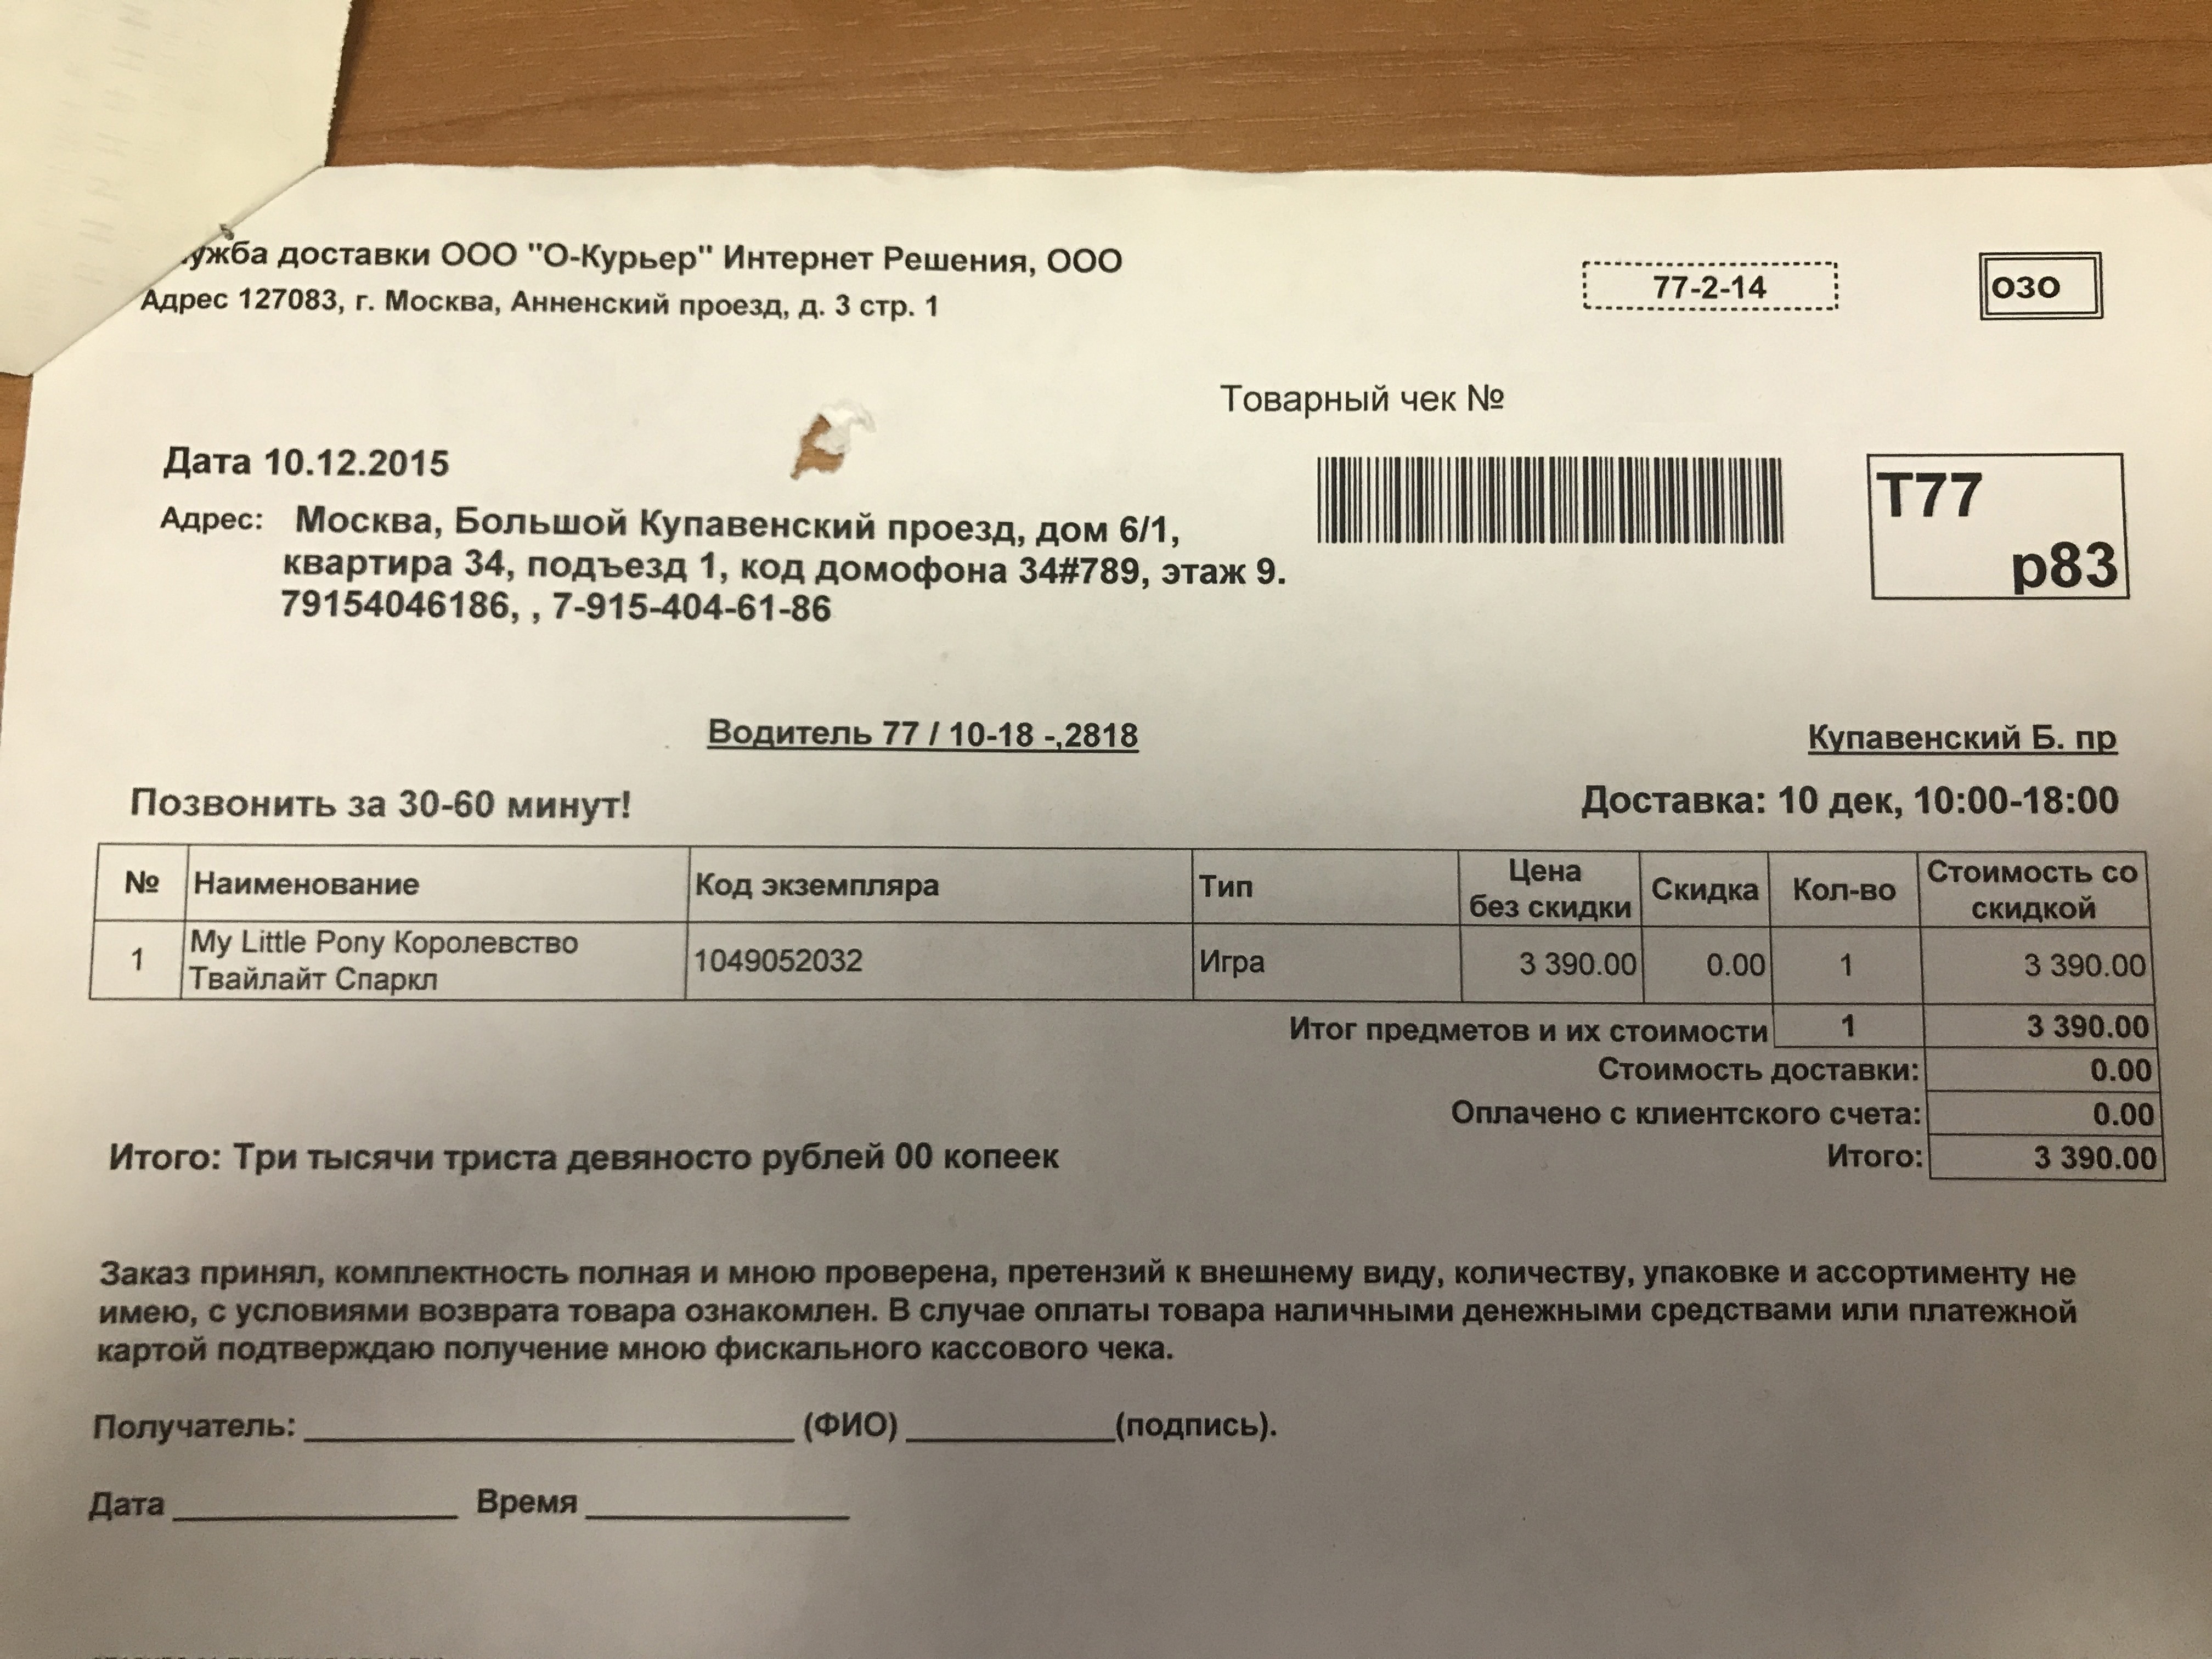 ужба доставки ООО "О-Курьер" Интернет Решения, ООО
Адрес 127083, г. Москва, Анненский проезд, д. 3 стр. 1
77-2-14
ОЗО
Товарный чек №
Дата 10.12.2015
Адрес: Москва, Большой Купавенский проезд, дом 6/1,
квартира 34, подъезд 1, код домофона 34#789, этаж 9.
79154046186, , 7-915-404-61-86
Т77
р83
Водитель 77 / 10-18 -,2818
Купавенский Б. пр
Позвонить за 30-60 минут!
Доставка: 10 дек, 10:00-18:00
№ Наименование Код экземпляра Тип Цена без скидки Скидка Кол-во Стоимость со скидкой
1 My Little Pony Королевство Твайлайт Спаркл 1049052032 Игра 3 390.00 0.00 1 3 390.00
Итог предметов и их стоимости 1 3 390.00
Стоимость доставки: 0.00
Оплачено с клиентского счета: 0.00
Итого: Три тысячи триста девяносто рублей 00 копеек
Итого: 3 390.00
Заказ принял, комплектность полная и мною проверена, претензий к внешнему виду, количеству, упаковке и ассортименту не
имею, с условиями возврата товара ознакомлен. В случае оплаты товара наличными денежными средствами или платежной
картой подтверждаю получение мною фискального кассового чека.
Получатель: (ФИО) (подпись).
Дата Время